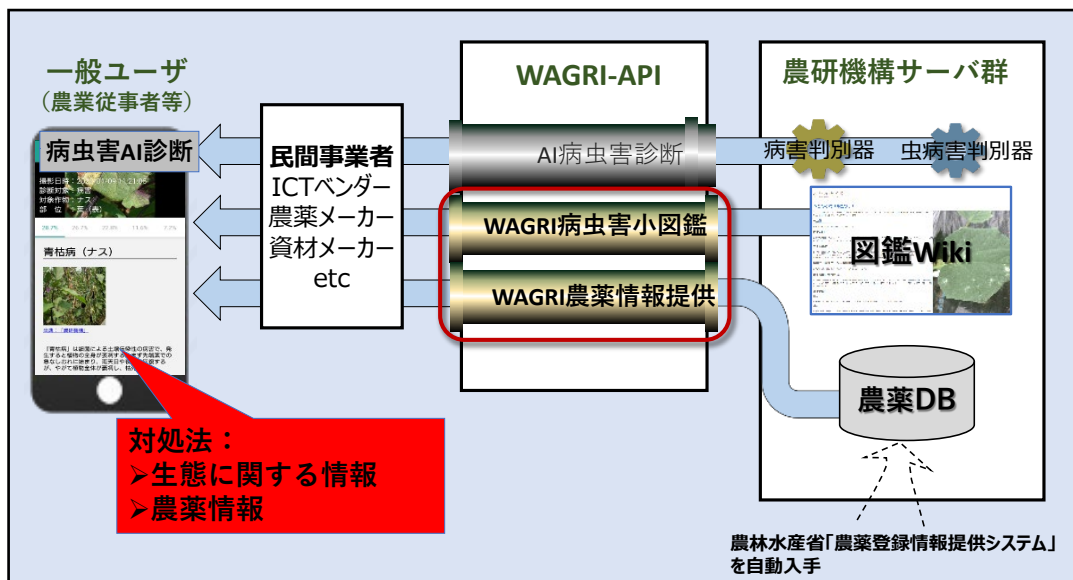 一般ユーザ
（農業従事者等）
病虫害AI診断
対象作物：ナス
青枯病（ナス）
対処法：
➢生態に関する情報
➢農薬情報
民間事業者
ICTベンダー
農薬メーカー
資材メーカー
etc
WAGRI-API
AI病虫害診断
WAGRI病虫害小図鑑
WAGRI農薬情報提供
農研機構サーバ群
病害判別器
虫病害判別器
図鑑Wiki
農薬DB
農林水産省「農薬登録情報提供システム」
を自動入手